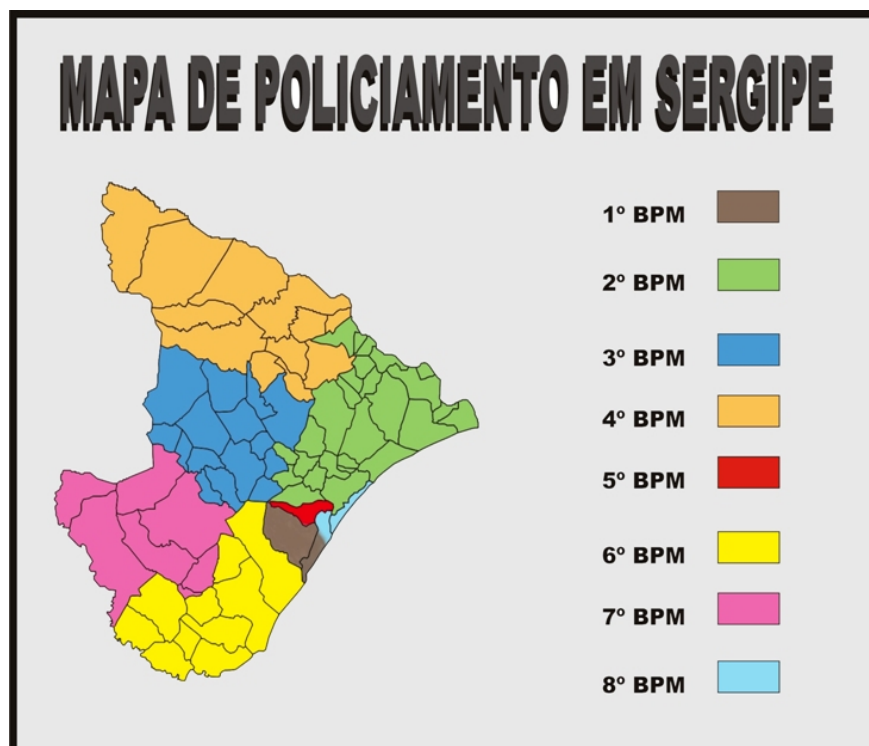 MAPA DE POLICIAMENTO EM SERGIPE
1º BPM
2º BPM
3º BPM
4º BPM
5º BPM
6º BPM
7º BPM
8º BPM